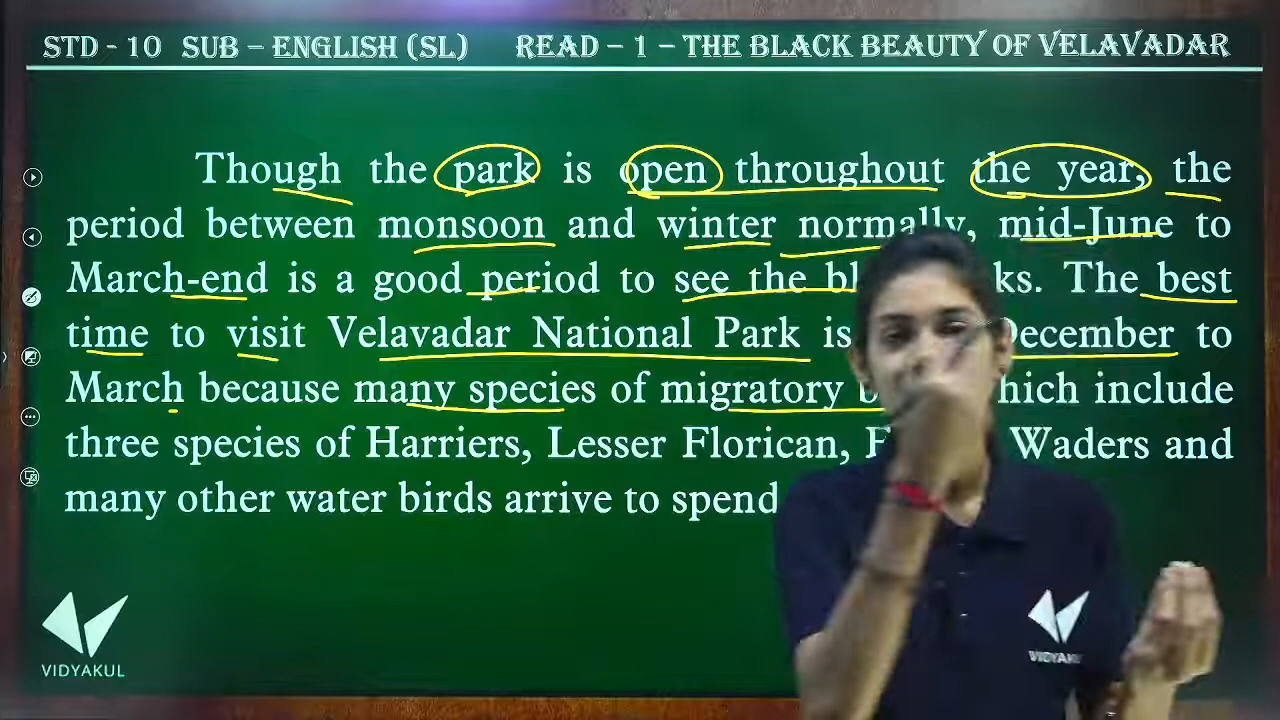 STD - 10 SUB – ENGLISH (SL) READ – 1 – THE BLACK BEAUTY OF VELAVADAR
Though the park is open throughout the year, the
period between monsoon and winter normally, mid-June to
March-end is a good period to see the The best
time to visit Velavadar National Park is December to
March because many species of migratory which include
three species of Harriers, Lesser Florican, Waders and
many other water birds arrive to spend
VIDYAKUL